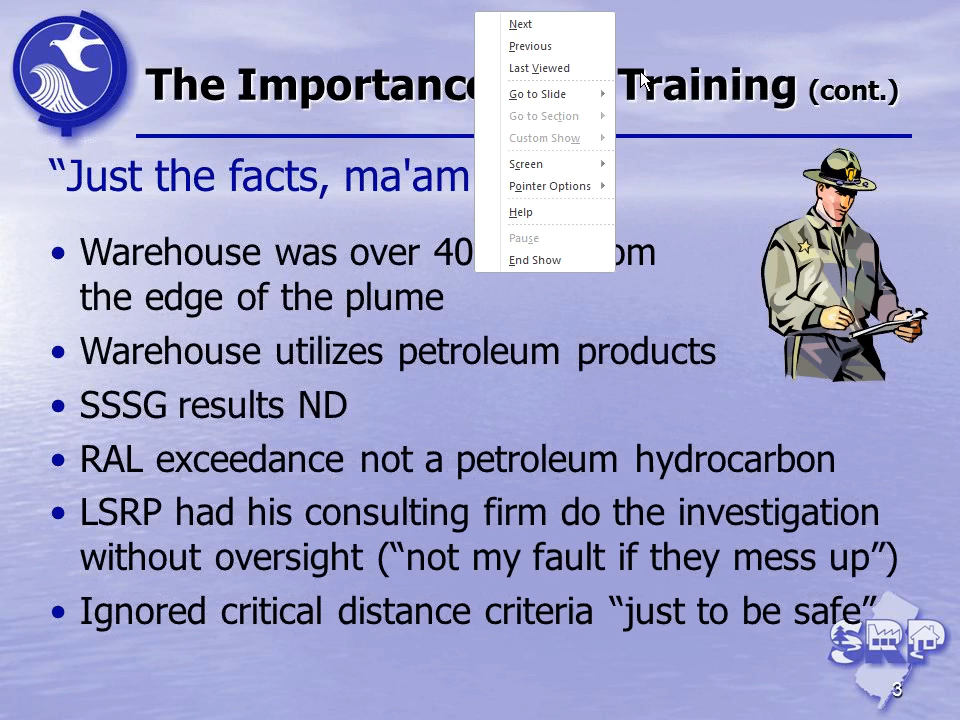 The Importance Training (cont.)
“Just the facts, ma'am
• Warehouse was over 40 om
the edge of the plume
• Warehouse utilizes petroleum products
• SSSG results ND
• RAL exceedance not a petroleum hydrocarbon
• LSRP had his consulting firm do the investigation
without oversight (“not my fault if they mess up”)
• Ignored critical distance criteria “just to be safe”
Next
Previous
Last Viewed
Go to Slide
Go to Section
Custom Show
Screen
Pointer Options
Help
Pause
End Show
SRP
3